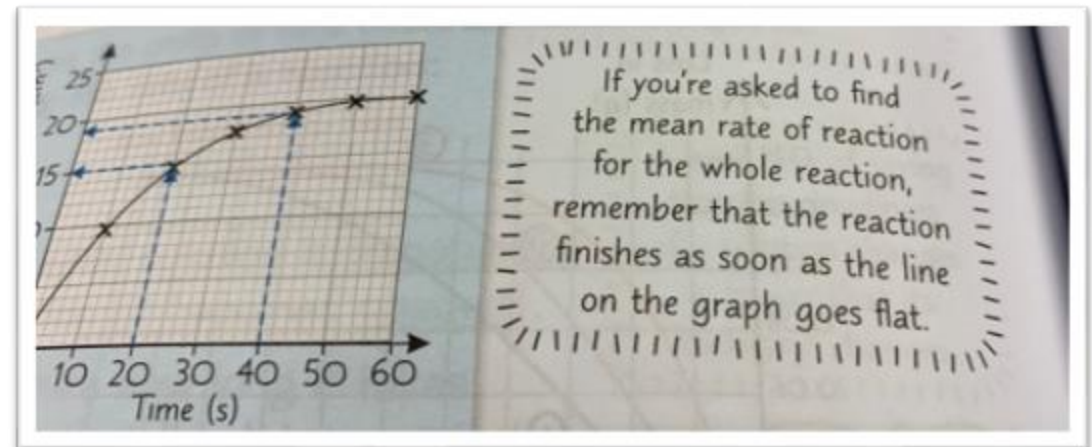 25
20
15
10 20 30 40 50 60
Time (s)
If you're asked to find
the mean rate of reaction
for the whole reaction,
remember that the reaction
finishes as soon as the line
on the graph goes flat.